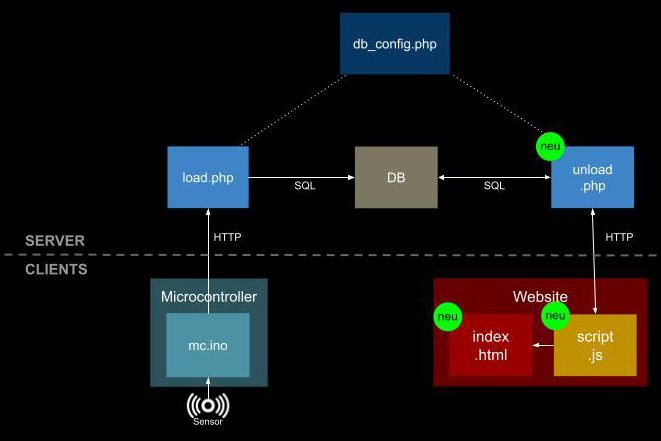 db_config.php
neu
load.php
SQL
DB
SQL
unload
.php
HTTP
HTTP
SERVER
CLIENTS
Microcontroller
mc.ino
Sensor
Website
neu
index
.html
neu
script
.js